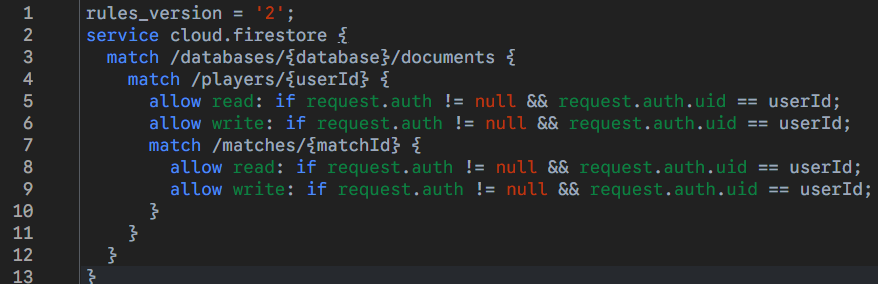 1 rules_version = '2';
2 service cloud.firestore {
3 match /databases/{database}/documents {
4 match /players/{userId} {
5 allow read: if request.auth != null && request.auth.uid == userId;
6 allow write: if request.auth != null && request.auth.uid == userId;
7 match /matches/{matchId} {
8 allow read: if request.auth != null && request.auth.uid == userId;
9 allow write: if request.auth != null && request.auth.uid == userId;
10 }
11 }
12 }
13 }